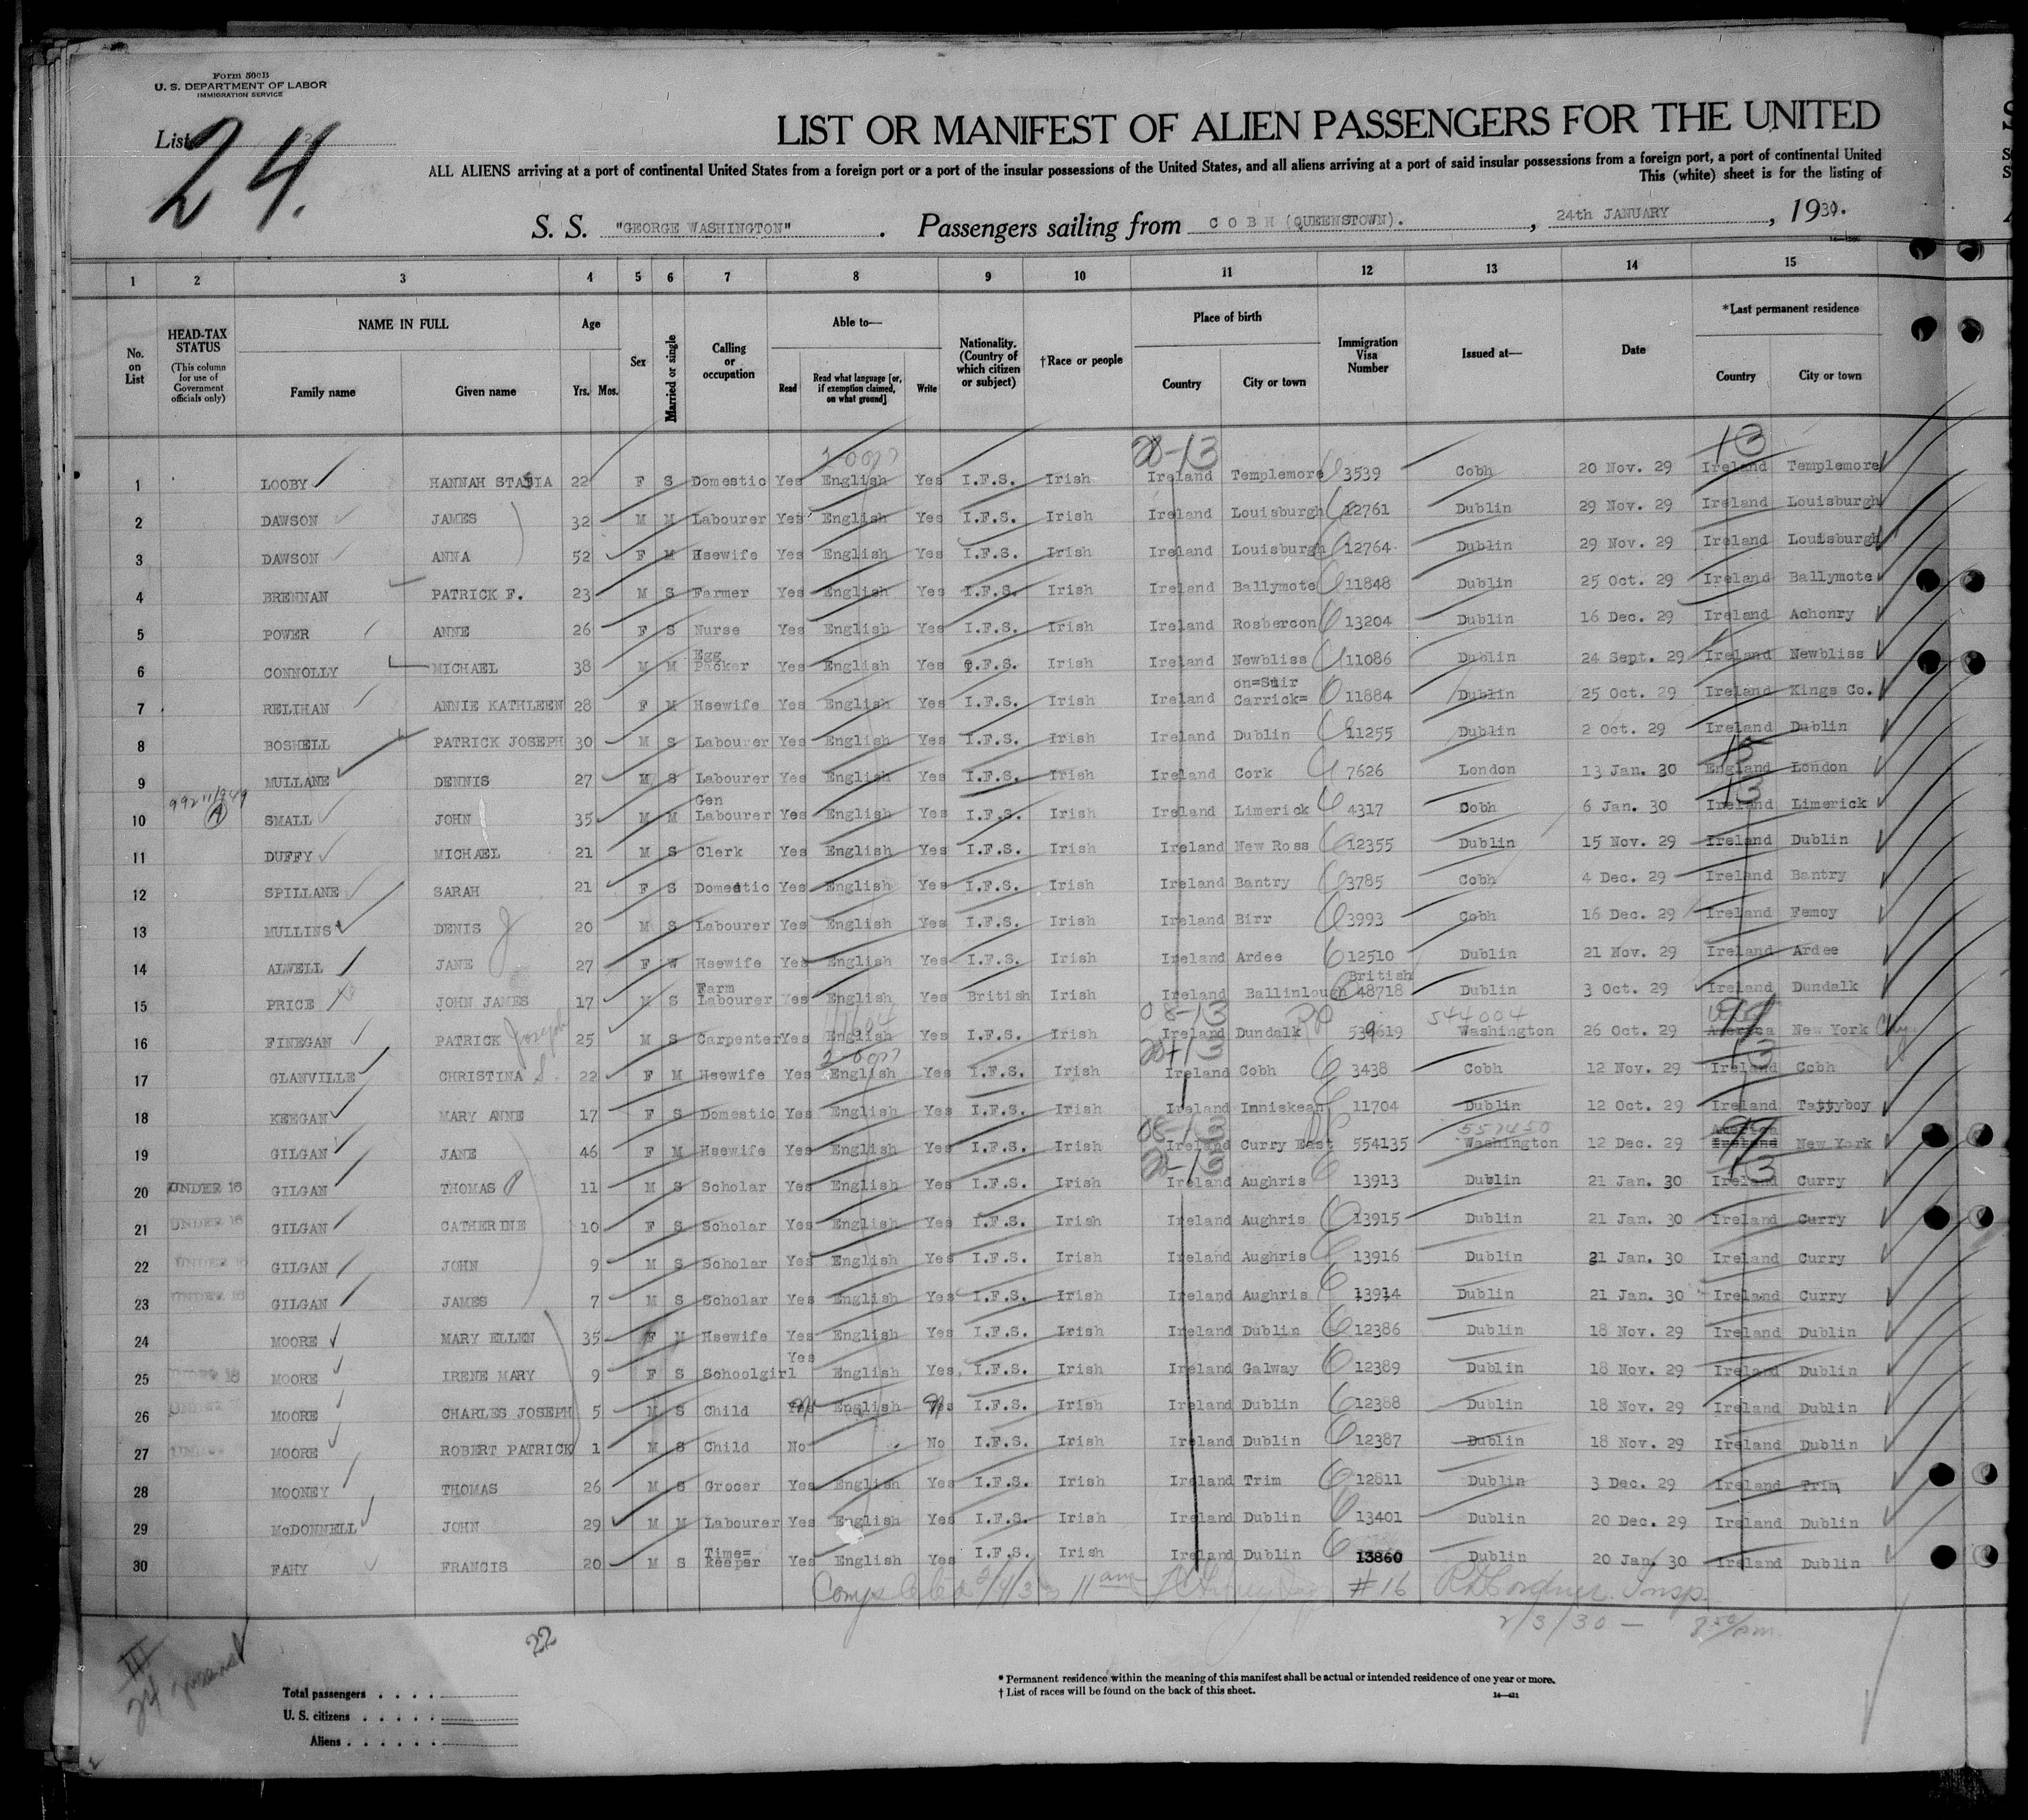 Form 500B
U. S. DEPARTMENT OF LABOR
IMMIGRATION SERVICE
List
24.
LIST OR MANIFEST OF ALIEN PASSENGERS FOR THE UNITED
ALL ALIENS arriving at a port of continental United States from a foreign port or a port of the insular possessions of the United States, and all aliens arriving at a port of said insular possessions from a foreign port, a port of continental United
This (white) sheet is for the listing of
S. S. "GEORGE WASHINGTON". Passengers sailing from COBH (QUEENSTOWN). , 24th JANUARY , 1930.
1 2 3 4 5 6 7 8 9 10 11 12 13 14 15
No. on List
HEAD-TAX STATUS (This column for use of Government officials only)
NAME IN FULL Family name Given name
Age Yrs. Mos.
Sex
Married or single
Calling or occupation
Able to— Read Read what language [or, if exemption claimed, on what ground] Write
Nationality. (Country of which citizen or subject)
†Race or people
Place of birth Country City or town
Immigration Visa Number
Issued at—
Date
*Last permanent residence Country City or town
28-13 13
1 LOOBY HANNAH STASIA 22 F S Domestic Yes English Yes I.F.S. Irish Ireland Templemore 3539 Cobh 20 Nov. 29 Ireland Templemore
2 DAWSON JAMES 32 M M Labourer Yes English Yes I.F.S. Irish Ireland Louisburgh 12761 Dublin 29 Nov. 29 Ireland Louisburgh
3 DAWSON ANNA 52 F M Hsewife Yes English Yes I.F.S. Irish Ireland Louisburgh 12764 Dublin 29 Nov. 29 Ireland Louisburgh
4 BRENNAN PATRICK F. 23 M S Farmer Yes English Yes I.F.S. Irish Ireland Ballymote 11848 Dublin 25 Oct. 29 Ireland Ballymote
5 POWER ANNE 26 F S Nurse Yes English Yes I.F.S. Irish Ireland Rosbercon 13204 Dublin 16 Dec. 29 Ireland Achonry
6 CONNOLLY MICHAEL 38 M M Egg Packer Yes English Yes I.F.S. Irish Ireland Newbliss 11086 Dublin 24 Sept. 29 Ireland Newbliss
7 RELIHAN ANNIE KATHLEEN 28 F M Hsewife Yes English Yes I.F.S. Irish Ireland Carrick= on=Suir 11884 Dublin 25 Oct. 29 Ireland Kings Co.
8 BOSHELL PATRICK JOSEPH 30 M S Labourer Yes English Yes I.F.S. Irish Ireland Dublin 11255 Dublin 2 Oct. 29 Ireland Dublin
9 MULLANE DENNIS 27 M S Labourer Yes English Yes I.F.S. Irish Ireland Cork 7626 London 13 Jan. 30 England London
10 SMALL JOHN 35 M M Gen Labourer Yes English Yes I.F.S. Irish Ireland Limerick 4317 Cobh 6 Jan. 30 Ireland Limerick
11 DUFFY MICHAEL 21 M S Clerk Yes English Yes I.F.S. Irish Ireland New Ross 12355 Dublin 15 Nov. 29 Ireland Dublin
12 SPILLANE SARAH 21 F S Domestic Yes English Yes I.F.S. Irish Ireland Bantry 3785 Cobh 4 Dec. 29 Ireland Bantry
13 MULLINS DENIS J 20 M S Labourer Yes English Yes I.F.S. Irish Ireland Birr 3993 Cobh 16 Dec. 29 Ireland Femoy
14 ALWELL JANE 27 F W Hsewife Yes English Yes I.F.S. Irish Ireland Ardee 12510 Dublin 21 Nov. 29 Ireland Ardee
15 PRICE JOHN JAMES 17 M S Farm Labourer Yes English Yes British Irish Ireland Ballinlough British 48718 Dublin 3 Oct. 29 Ireland Dundalk
08-13 544004
16 FINEGAN PATRICK Joseph 25 M S Carpenter Yes English Yes I.F.S. Irish Ireland Dundalk 539619 Washington 26 Oct. 29 America New York City
17 GLANVILLE CHRISTINA S. 22 F M Hsewife Yes English Yes I.F.S. Irish Ireland Cobh 3438 Cobh 12 Nov. 29 Ireland Cobh
18 KEEGAN MARY ANNE 17 F S Domestic Yes English Yes I.F.S. Irish Ireland Inniskean 11704 Dublin 12 Oct. 29 Ireland Tattyboy
08-13 557450
19 GILGAN JANE 46 F M Hsewife Yes English Yes I.F.S. Irish Ireland Curry East 554135 Washington 12 Dec. 29 America Ireland New York
28-13 13
20 UNDER 16 GILGAN THOMAS P 11 M S Scholar Yes English Yes I.F.S. Irish Ireland Aughris 13913 Dublin 21 Jan. 30 Ireland Curry
21 UNDER 16 GILGAN CATHERINE 10 F S Scholar Yes English Yes I.F.S. Irish Ireland Aughris 13915 Dublin 21 Jan. 30 Ireland Curry
22 UNDER 16 GILGAN JOHN 9 M S Scholar Yes English Yes I.F.S. Irish Ireland Aughris 13916 Dublin 21 Jan. 30 Ireland Curry
23 UNDER 16 GILGAN JAMES 7 M S Scholar Yes English Yes I.F.S. Irish Ireland Aughris 13914 Dublin 21 Jan. 30 Ireland Curry
24 MOORE MARY ELLEN 35 F M Hsewife Yes English Yes I.F.S. Irish Ireland Dublin 12386 Dublin 18 Nov. 29 Ireland Dublin
25 UNDER 16 MOORE IRENE MARY 9 F S Schoolgirl Yes English Yes I.F.S. Irish Ireland Galway 12389 Dublin 18 Nov. 29 Ireland Dublin
26 UNDER MOORE CHARLES JOSEPH 5 M S Child Yes English Yes I.F.S. Irish Ireland Dublin 12388 Dublin 18 Nov. 29 Ireland Dublin
27 UNDER MOORE ROBERT PATRICK 1 M S Child No No I.F.S. Irish Ireland Dublin 12387 Dublin 18 Nov. 29 Ireland Dublin
28 MOONEY THOMAS 26 M S Grocer Yes English Yes I.F.S. Irish Ireland Trim 12811 Dublin 3 Dec. 29 Ireland Trim
29 McDONNELL JOHN 29 M M Labourer Yes English Yes I.F.S. Irish Ireland Dublin 13401 Dublin 20 Dec. 29 Ireland Dublin
30 FAHY FRANCIS 20 M S Time= keeper Yes English Yes I.F.S. Irish Ireland Dublin 13860 Dublin 20 Jan. 30 Ireland Dublin
11 am #16 Insp.
2/3/30 —
22
Total passengers
U. S. citizens
Aliens
* Permanent residence within the meaning of this manifest shall be actual or intended residence of one year or more.
† List of races will be found on the back of this sheet.